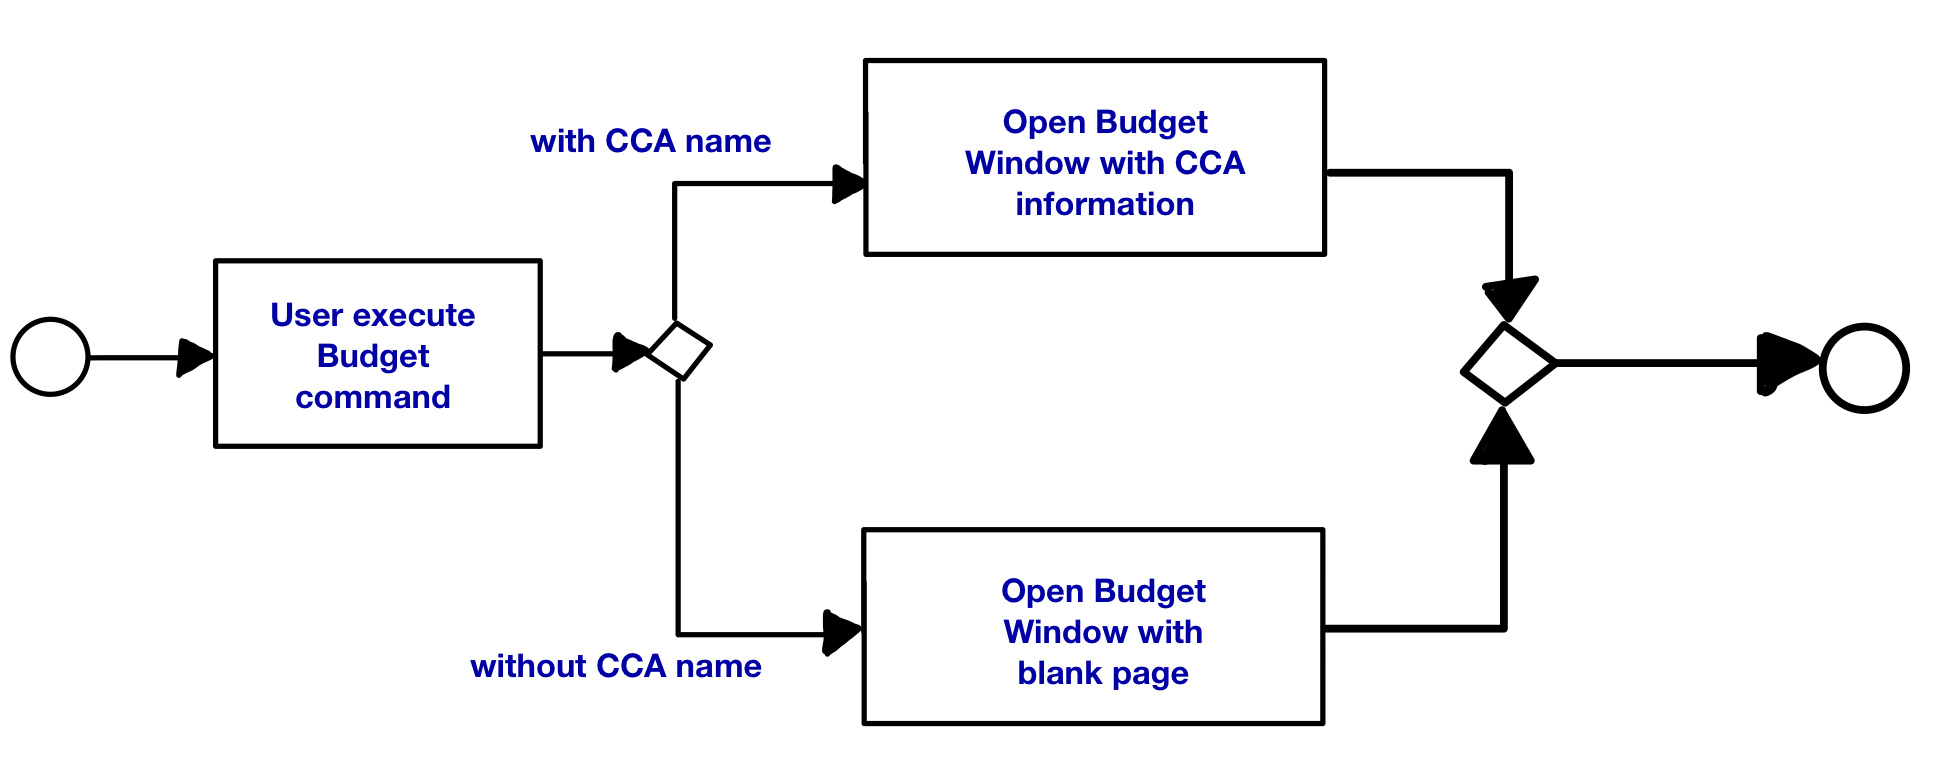 User execute
Budget
command
with CCA name
Open Budget
Window with CCA
information
without CCA name
Open Budget
Window with
blank page